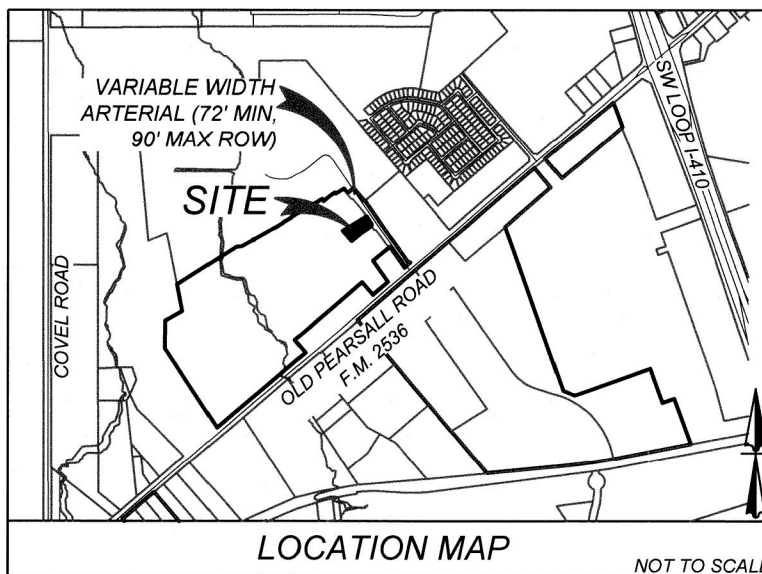 VARIABLE WIDTH
ARTERIAL (72' MIN,
90' MAX ROW)
SITE
SW LOOP I-410
COVEL ROAD
OLD PEARSALL ROAD
F.M. 2536
LOCATION MAP
NOT TO SCALE